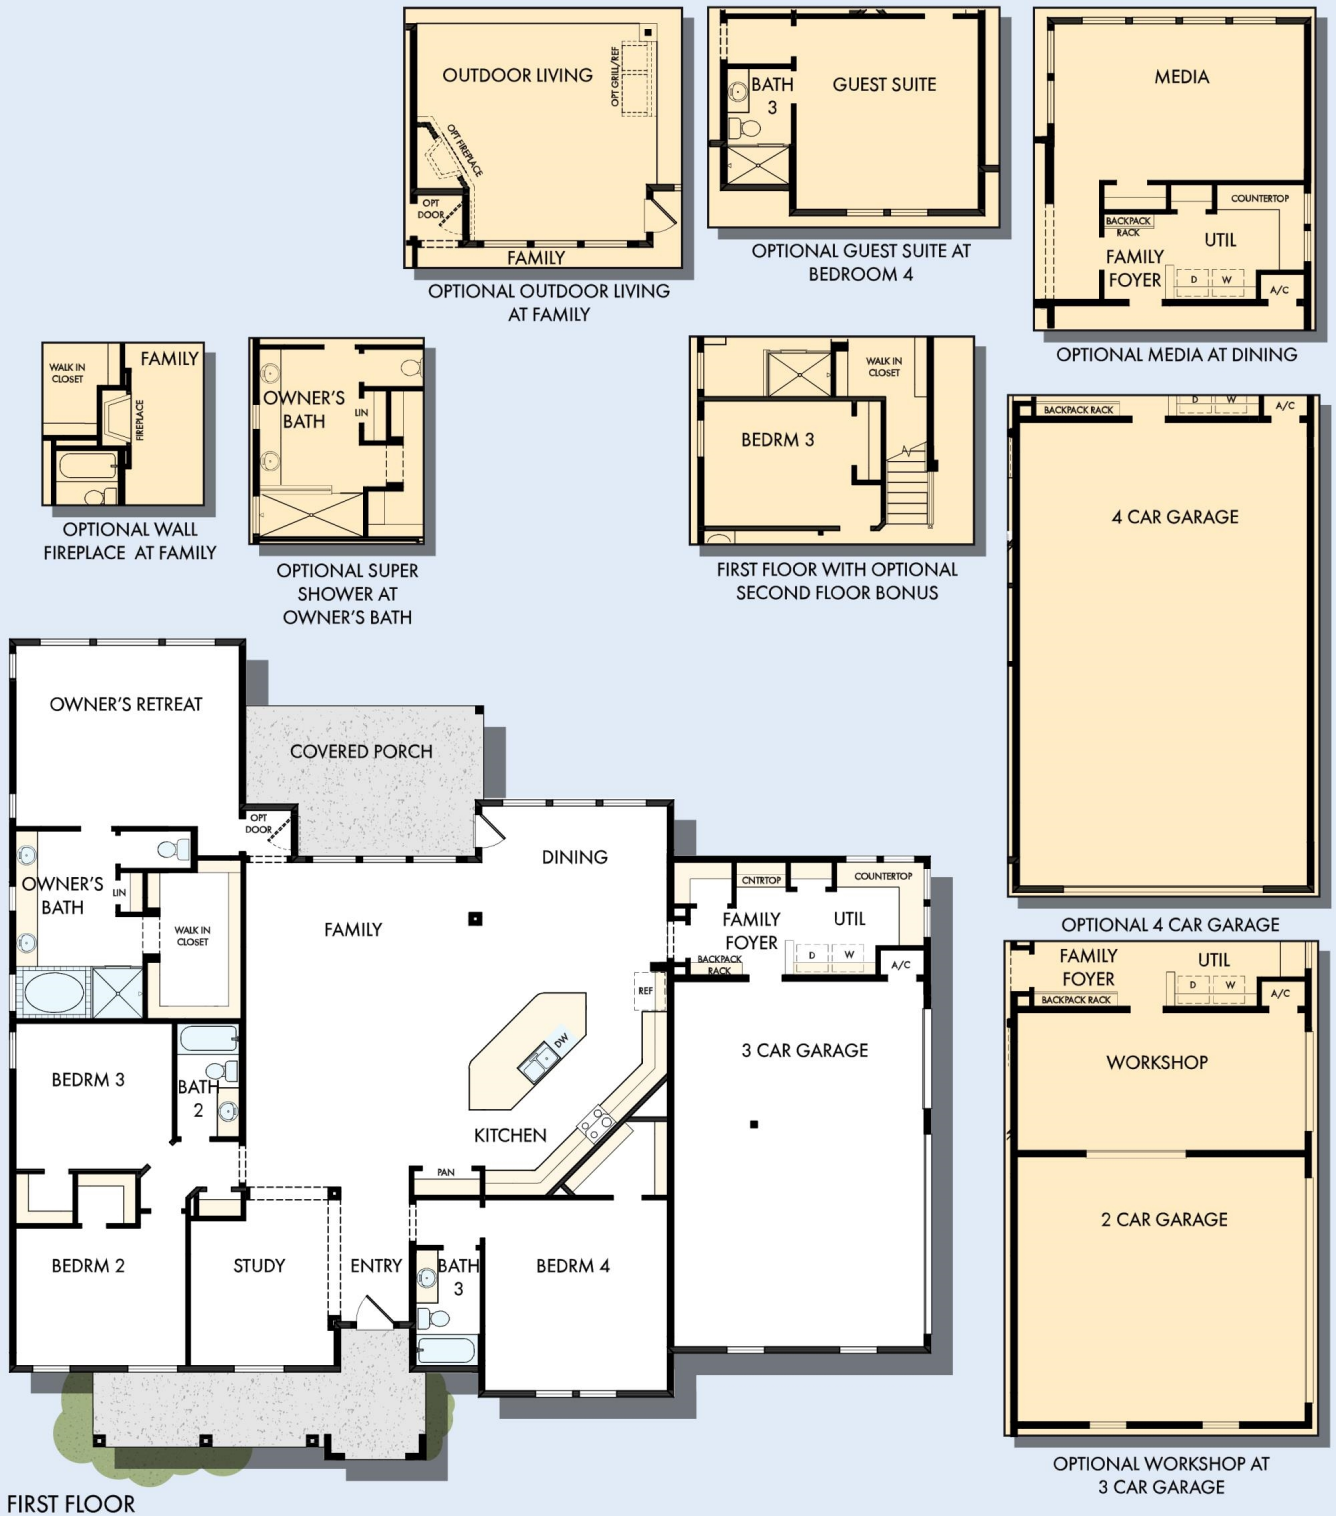 OUTDOOR LIVING
OPT GRILL/REF
OPT FIREPLACE
OPT
DOOR
FAMILY
OPTIONAL OUTDOOR LIVING
AT FAMILY
BATH
3
GUEST SUITE
OPTIONAL GUEST SUITE AT
BEDROOM 4
MEDIA
COUNTERTOP
BACKPACK
RACK
FAMILY
FOYER
UTIL
D
W
A/C
OPTIONAL MEDIA AT DINING
WALK IN
CLOSET
FAMILY
FIREPLACE
OPTIONAL WALL
FIREPLACE AT FAMILY
OWNER'S
BATH
LIN
OPTIONAL SUPER
SHOWER AT
OWNER'S BATH
WALK IN
CLOSET
BEDRM 3
FIRST FLOOR WITH OPTIONAL
SECOND FLOOR BONUS
BACKPACK RACK
D
W
A/C
4 CAR GARAGE
OPTIONAL 4 CAR GARAGE
OWNER'S RETREAT
COVERED PORCH
OPT
DOOR
DINING
OWNER'S
BATH
LIN
WALK IN
CLOSET
FAMILY
CNTRTOP
COUNTERTOP
FAMILY
FOYER
UTIL
BACKPACK
RACK
D
W
A/C
REF
DW
3 CAR GARAGE
BEDRM 3
BATH
2
KITCHEN
PAN
BEDRM 2
STUDY
ENTRY
BATH
3
BEDRM 4
FAMILY
FOYER
UTIL
BACKPACK RACK
D
W
A/C
WORKSHOP
2 CAR GARAGE
OPTIONAL WORKSHOP AT
3 CAR GARAGE
FIRST FLOOR